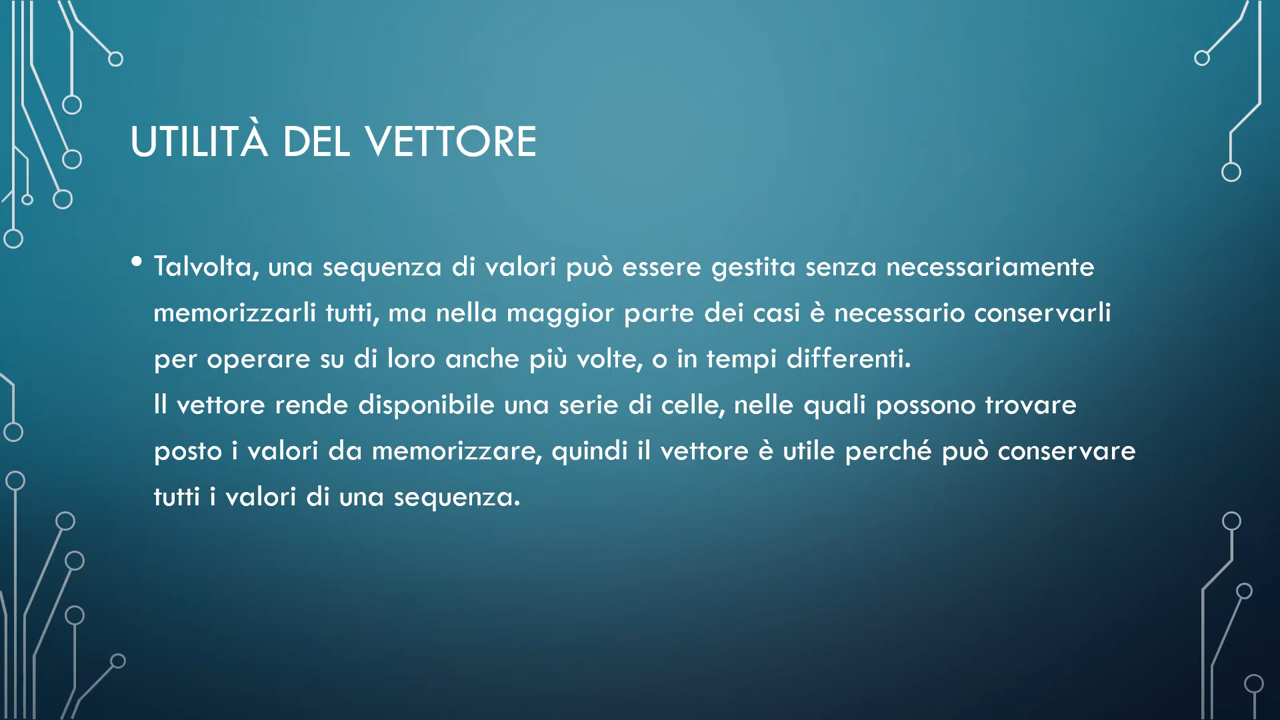 UTILITÀ DEL VETTORE
• Talvolta, una sequenza di valori può essere gestita senza necessariamente
memorizzarli tutti, ma nella maggior parte dei casi è necessario conservarli
per operare su di loro anche più volte, o in tempi differenti.
Il vettore rende disponibile una serie di celle, nelle quali possono trovare
posto i valori da memorizzare, quindi il vettore è utile perché può conservare
tutti i valori di una sequenza.